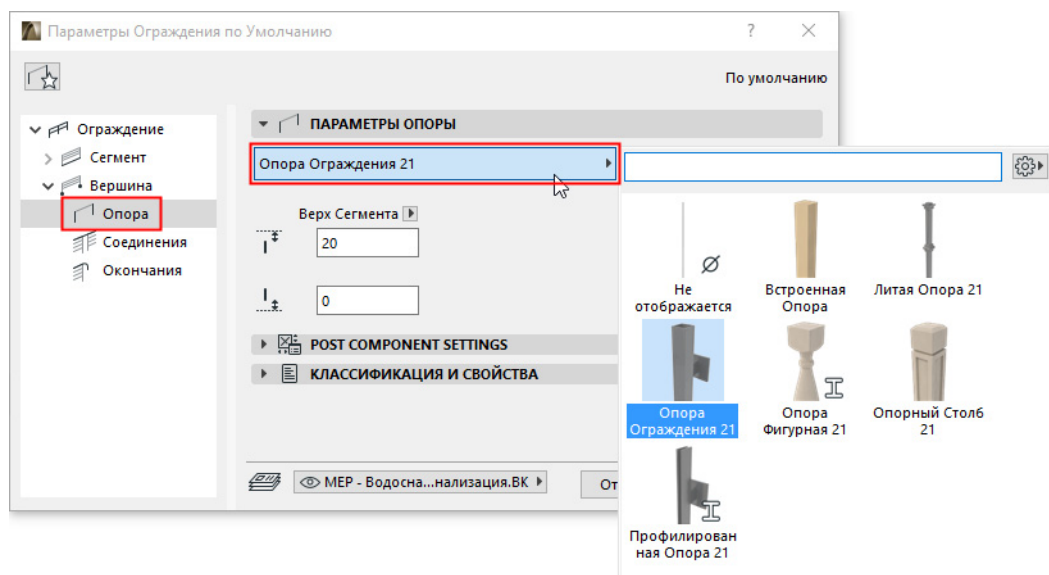 Параметры Ограждения по Умолчанию
?
По умолчанию
Ограждение
Сегмент
Вершина
Опора
Соединения
Окончания
ПАРАМЕТРЫ ОПОРЫ
Опора Ограждения 21
Верх Сегмента
20
0
POST COMPONENT SETTINGS
КЛАССИФИКАЦИЯ И СВОЙСТВА
МЕР - Водосна...нализация.ВК
От
Не
отображается
Встроенная
Опора
Литая Опора 21
Опора
Ограждения 21
Опора
Фигурная 21
Опорный Столб
21
Профилирован
ная Опора 21